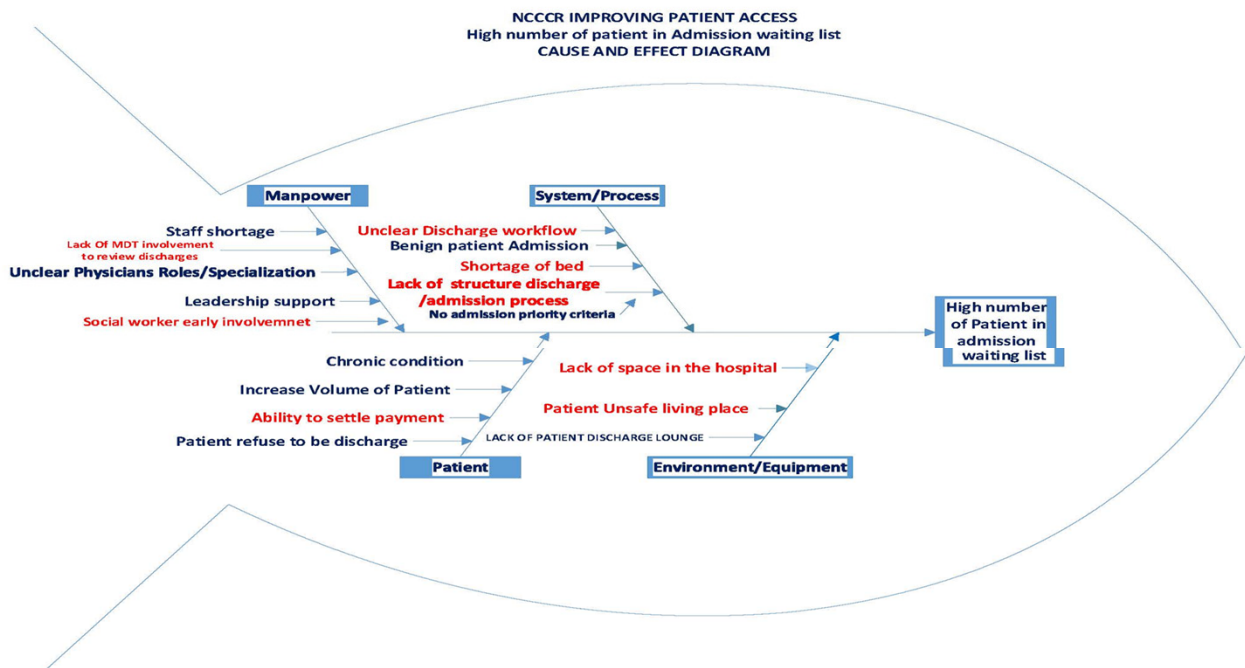 NCCCR IMPROVING PATIENT ACCESS
High number of patient in Admission waiting list
CAUSE AND EFFECT DIAGRAM
Manpower
Staff shortage
Lack Of MDT involvement
to review discharges
Unclear Physicians Roles/Specialization
Leadership support
Social worker early involvemnet
System/Process
Unclear Discharge workflow
Benign patient Admission
Shortage of bed
Lack of structure discharge
/admission process
No admission priority criteria
High number
of Patient in
admission
waiting list
Chronic condition
Increase Volume of Patient
Ability to settle payment
Patient refuse to be discharge
Patient
Lack of space in the hospital
Patient Unsafe living place
LACK OF PATIENT DISCHARGE LOUNGE
Environment/Equipment